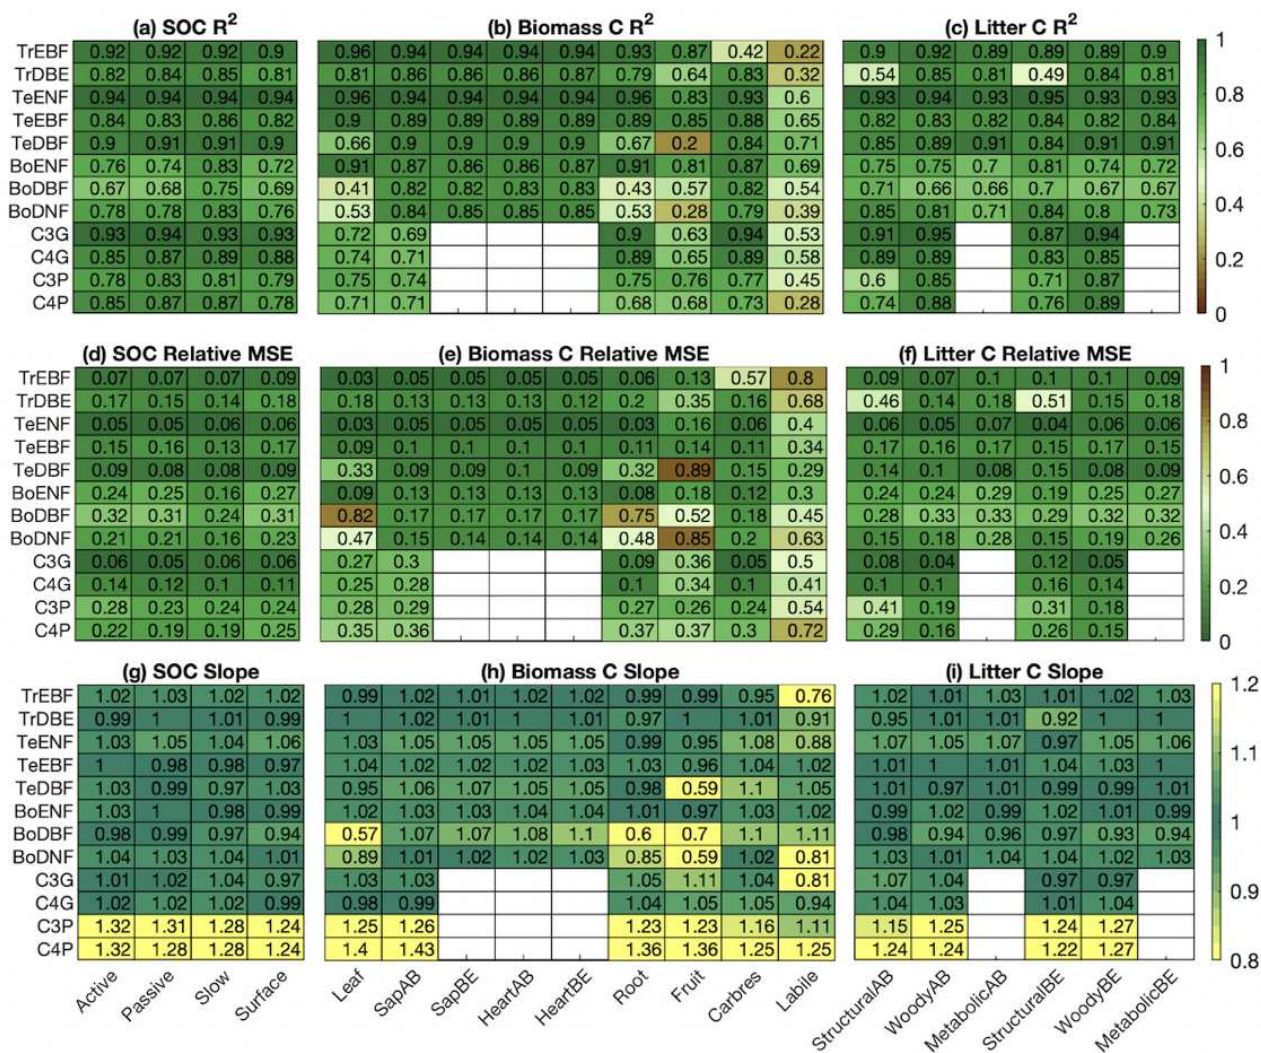 (a) SOC R2 (b) Biomass C R2 (c) Litter C R2
TrEBF 0.92 0.92 0.92 0.9 0.96 0.94 0.94 0.94 0.94 0.93 0.87 0.42 0.22 0.9 0.92 0.89 0.89 0.89 0.9 1
TrDBE 0.82 0.84 0.85 0.81 0.81 0.86 0.86 0.86 0.87 0.79 0.64 0.83 0.32 0.54 0.85 0.81 0.49 0.84 0.81
TeENF 0.94 0.94 0.94 0.94 0.96 0.94 0.94 0.94 0.94 0.96 0.83 0.93 0.6 0.93 0.94 0.93 0.95 0.93 0.93 0.8
TeEBF 0.84 0.83 0.86 0.82 0.9 0.89 0.89 0.89 0.89 0.89 0.85 0.88 0.65 0.82 0.83 0.82 0.84 0.82 0.84
TeDBF 0.9 0.91 0.91 0.9 0.66 0.9 0.9 0.9 0.9 0.67 0.2 0.84 0.71 0.85 0.89 0.91 0.84 0.91 0.91 0.6
BoENF 0.76 0.74 0.83 0.72 0.91 0.87 0.86 0.86 0.87 0.91 0.81 0.87 0.69 0.75 0.75 0.7 0.81 0.74 0.72
BoDBF 0.67 0.68 0.75 0.69 0.41 0.82 0.82 0.83 0.83 0.43 0.57 0.82 0.54 0.71 0.66 0.66 0.7 0.67 0.67 0.4
BoDNF 0.78 0.78 0.83 0.76 0.53 0.84 0.85 0.85 0.85 0.53 0.28 0.79 0.39 0.85 0.81 0.71 0.84 0.8 0.73
C3G 0.93 0.94 0.93 0.93 0.72 0.69 0.9 0.63 0.94 0.53 0.91 0.95 0.87 0.94
C4G 0.85 0.87 0.89 0.88 0.74 0.71 0.89 0.65 0.89 0.58 0.89 0.89 0.83 0.85 0.2
C3P 0.78 0.83 0.81 0.79 0.75 0.74 0.75 0.76 0.77 0.45 0.6 0.85 0.71 0.87
C4P 0.85 0.87 0.87 0.78 0.71 0.71 0.68 0.68 0.73 0.28 0.74 0.88 0.76 0.89 0
(d) SOC Relative MSE (e) Biomass C Relative MSE (f) Litter C Relative MSE
TrEBF 0.07 0.07 0.07 0.09 0.03 0.05 0.05 0.05 0.05 0.06 0.13 0.57 0.8 0.09 0.07 0.1 0.1 0.1 0.09 1
TrDBE 0.17 0.15 0.14 0.18 0.18 0.13 0.13 0.13 0.12 0.2 0.35 0.16 0.68 0.46 0.14 0.18 0.51 0.15 0.18
TeENF 0.05 0.05 0.06 0.06 0.03 0.05 0.05 0.05 0.05 0.03 0.16 0.06 0.4 0.06 0.05 0.07 0.04 0.06 0.06 0.8
TeEBF 0.15 0.16 0.13 0.17 0.09 0.1 0.1 0.1 0.1 0.11 0.14 0.11 0.34 0.17 0.16 0.17 0.15 0.17 0.15
TeDBF 0.09 0.08 0.08 0.09 0.33 0.09 0.09 0.1 0.09 0.32 0.89 0.15 0.29 0.14 0.1 0.08 0.15 0.08 0.09 0.6
BoENF 0.24 0.25 0.16 0.27 0.09 0.13 0.13 0.13 0.13 0.08 0.18 0.12 0.3 0.24 0.24 0.29 0.19 0.25 0.27
BoDBF 0.32 0.31 0.24 0.31 0.82 0.17 0.17 0.17 0.17 0.75 0.52 0.18 0.45 0.28 0.33 0.33 0.29 0.32 0.32 0.4
BoDNF 0.21 0.21 0.16 0.23 0.47 0.15 0.14 0.14 0.14 0.48 0.85 0.2 0.63 0.15 0.18 0.28 0.15 0.19 0.26
C3G 0.06 0.05 0.06 0.06 0.27 0.3 0.09 0.36 0.05 0.5 0.08 0.04 0.12 0.05
C4G 0.14 0.12 0.1 0.11 0.25 0.28 0.1 0.34 0.1 0.41 0.1 0.1 0.16 0.14 0.2
C3P 0.28 0.23 0.24 0.24 0.28 0.29 0.27 0.26 0.24 0.54 0.41 0.19 0.31 0.18
C4P 0.22 0.19 0.19 0.25 0.35 0.36 0.37 0.37 0.3 0.72 0.29 0.16 0.26 0.15 0
(g) SOC Slope (h) Biomass C Slope (i) Litter C Slope
TrEBF 1.02 1.03 1.02 1.02 0.99 1.02 1.01 1.02 1.02 0.99 0.99 0.95 0.76 1.02 1.01 1.03 1.01 1.02 1.03 1.2
TrDBE 0.99 1 1.01 0.99 1 1.01 1.01 1 1.01 0.97 1 1.01 0.91 0.95 1.01 1.01 0.92 1 1
TeENF 1.03 1.05 1.04 1.06 1.03 1.05 1.05 1.05 1.05 0.99 0.95 1.08 0.88 1.07 1.05 1.07 0.97 1.05 1.06
TeEBF 1 0.98 0.98 0.97 1.04 1.02 1.02 1.02 1.03 1.03 0.96 1.04 1.02 1.01 1 1.01 1.04 1.03 1 1.1
TeDBF 1.03 0.99 0.97 1.03 0.95 1.06 1.07 1.05 1.06 0.98 0.59 1.1 1.05 1.01 0.97 1.01 0.99 0.99 1.01
BoENF 1.03 1 0.98 0.99 1.02 1.03 1.03 1.04 1.04 1.01 0.97 1.03 1.02 0.99 1.02 0.99 1.02 1.01 0.99
BoDBF 0.98 0.99 0.97 0.94 0.57 1.07 1.07 1.08 1.1 0.6 0.7 1.1 1.11 0.98 0.94 0.96 0.97 0.93 0.94 1
BoDNF 1.04 1.03 1.04 1.01 0.89 1.01 1.02 1.02 1.03 0.85 0.59 1.02 0.81 1.03 1.01 1.04 1.04 1.02 1.03
C3G 1.01 1.02 1.04 0.97 1.03 1.03 1.05 1.11 1.04 0.81 1.07 1.04 0.97 0.97
C4G 1.02 1.02 1.02 0.99 0.98 0.99 1.04 1.05 1.05 0.94 1.04 1.03 1.01 1.04 0.9
C3P 1.32 1.31 1.28 1.24 1.25 1.26 1.23 1.23 1.16 1.11 1.15 1.25 1.24 1.27
C4P 1.32 1.28 1.28 1.24 1.4 1.43 1.36 1.36 1.25 1.25 1.24 1.24 1.22 1.27 0.8
Active Passive Slow Surface Leaf SapAB SapBE HeartAB HeartBE Root Fruit Carbres Labile StructuralAB WoodyAB MetabolicAB StructuralBE WoodyBE MetabolicBE